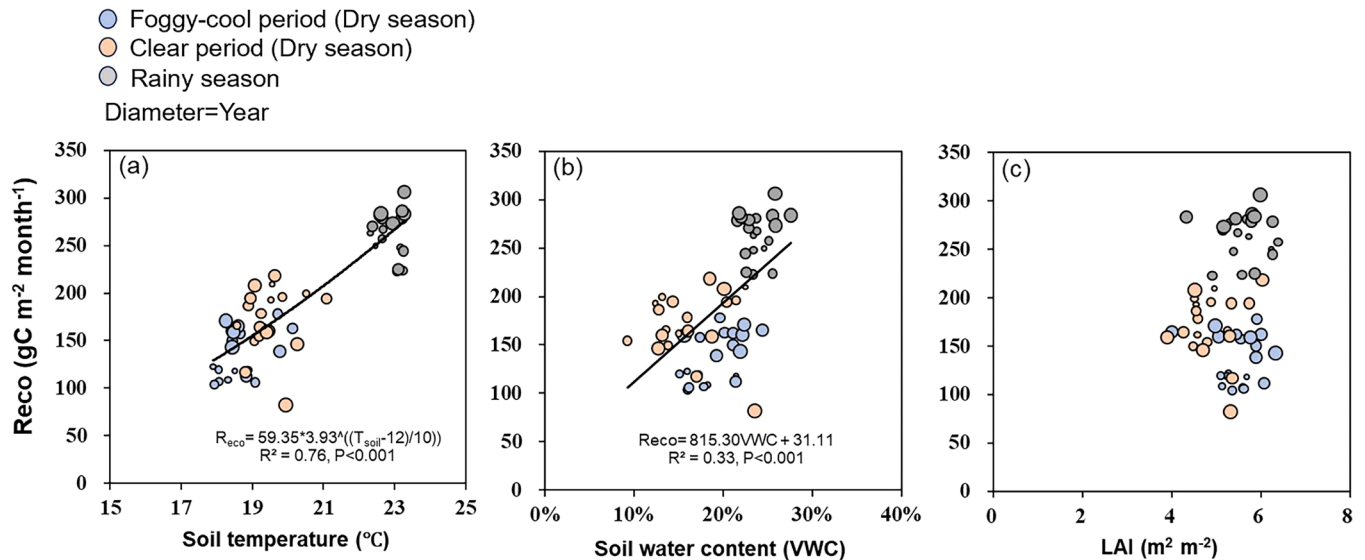 Foggy-cool period (Dry season)
Clear period (Dry season)
Rainy season
Diameter=Year
Reco (gC m⁻² month⁻¹)
350
300
250
200
150
100
50
0
(a)
R_eco = 59.35*3.93^((T_soil-12)/10))
R² = 0.76, P<0.001
15 17 19 21 23 25
Soil temperature (°C)
350
300
250
200
150
100
50
0
(b)
Reco= 815.30VWC + 31.11
R² = 0.33, P<0.001
0% 10% 20% 30% 40%
Soil water content (VWC)
350
300
250
200
150
100
50
0
(c)
0 2 4 6 8
LAI (m² m-²)